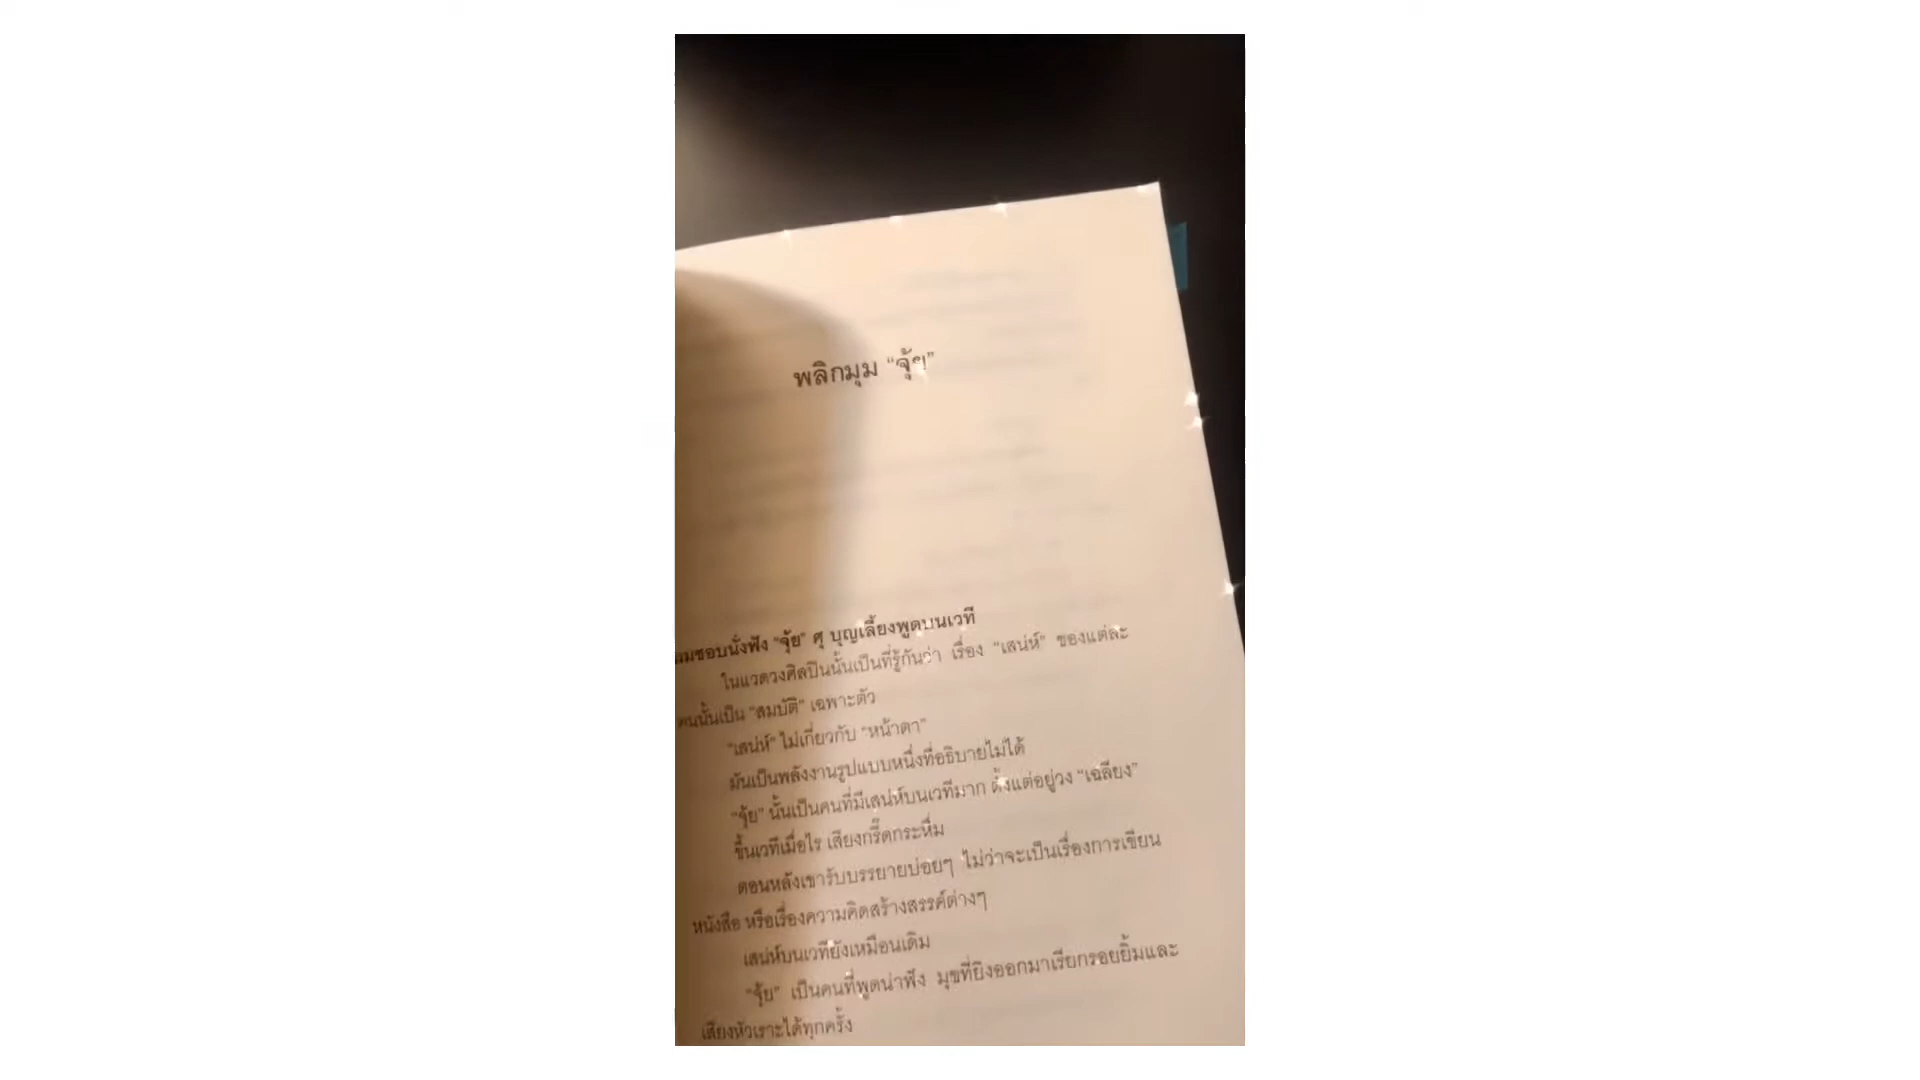 พลิกมุม “จุ้ย”
ผมชอบนั่งฟัง “จุ้ย” ศุ บุญเลี้ยงพูดบนเวที
ในแวดวงศิลปินนั้นเป็นที่รู้กันว่า เรื่อง “เสน่ห์” ของแต่ละ
คนนั้นเป็น “สมบัติ” เฉพาะตัว
“เสน่ห์” ไม่เกี่ยวกับ “หน้าตา”
มันเป็นพลังงานรูปแบบหนึ่งที่อธิบายไม่ได้
“จุ้ย” นั้นเป็นคนที่มีเสน่ห์บนเวทีมาก ตั้งแต่อยู่วง “เฉลียง”
ขึ้นเวทีเมื่อไร เสียงกรี๊ดกระหึ่ม
ตอนหลังเขารับบรรยายบ่อยๆ ไม่ว่าจะเป็นเรื่องการเขียน
หนังสือ หรือเรื่องความคิดสร้างสรรค์ต่างๆ
เสน่ห์บนเวทียังเหมือนเดิม
“จุ้ย” เป็นคนที่พูดน่าฟัง มุขที่ยิงออกมาเรียกรอยยิ้มและ
เสียงหัวเราะได้ทุกครั้ง